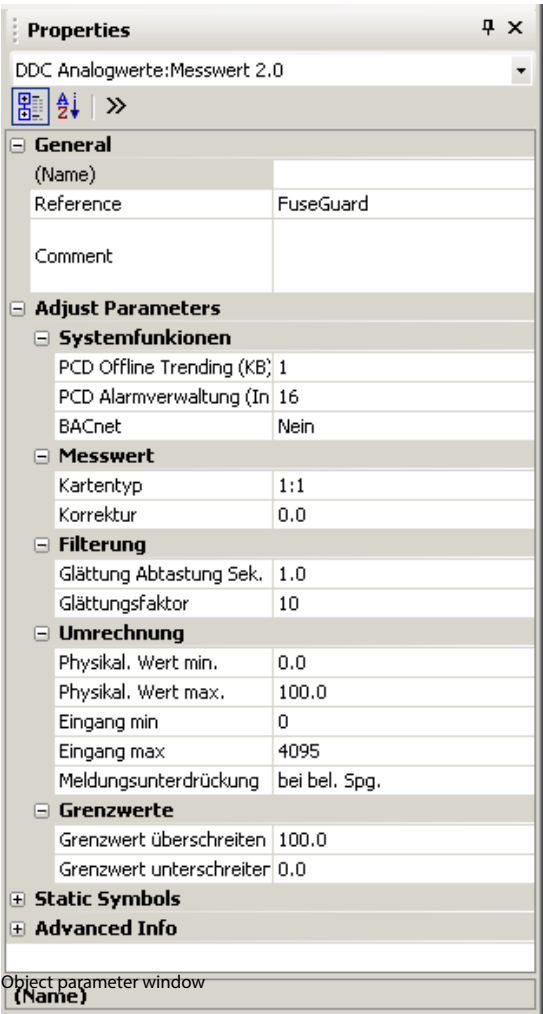 Properties
DDC Analogwerte:Messwert 2.0
General
(Name)
Reference FuseGuard
Comment
Adjust Parameters
Systemfunkionen
PCD Offline Trending (KB) 1
PCD Alarmverwaltung (In 16
BACnet Nein
Messwert
Kartentyp 1:1
Korrektur 0.0
Filterung
Glättung Abtastung Sek. 1.0
Glättungsfaktor 10
Umrechnung
Physikal. Wert min. 0.0
Physikal. Wert max. 100.0
Eingang min 0
Eingang max 4095
Meldungsunterdrückung bei bel. Spg.
Grenzwerte
Grenzwert überschreiten 100.0
Grenzwert unterschreiter 0.0
Static Symbols
Advanced Info
Object parameter window
(Name)